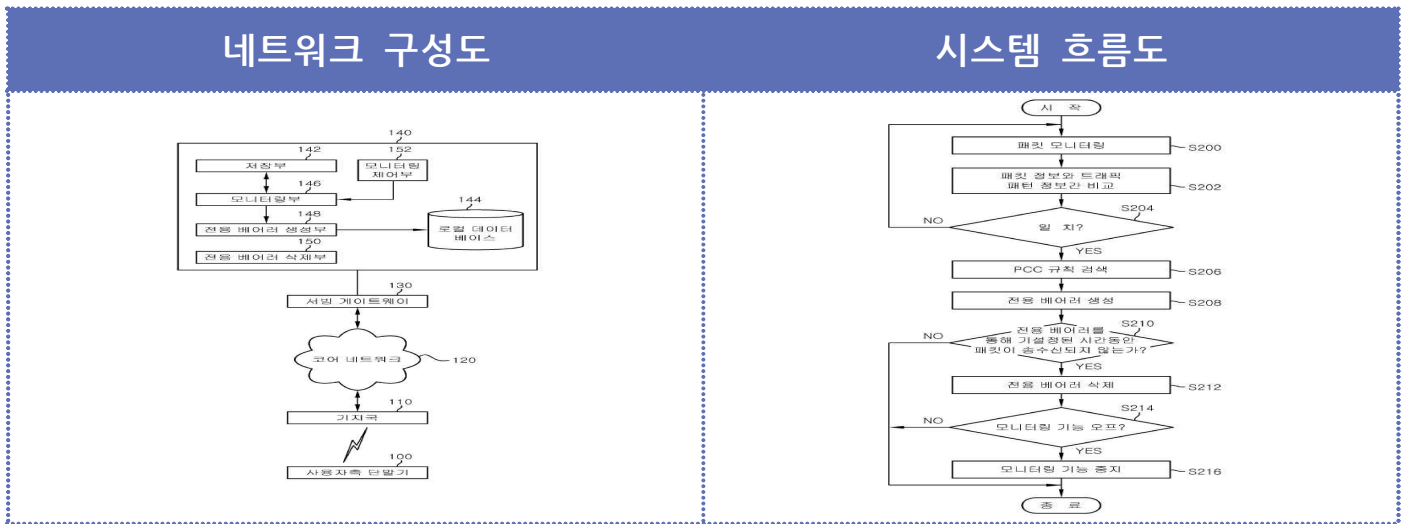 네트워크 구성도
시스템 흐름도
140
142
152
저장부
모니터링
제어부
146
모니터링부
144
148
전용 베어러 생성부
로컬 데이터
베이스
150
전용 베어러 삭제부
130
서빙 게이트웨이
코어 네트워크
120
110
기지국
100
사용자측 단말기
시 작
패킷 모니터링
S200
패킷 정보와 트래픽
패턴 정보간 비교
S202
S204
NO
일 치?
YES
PCC 규칙 검색
S206
전용 베어러 생성
S208
S210
NO
전용 베어러를
통해 기설정된 시간동안
패킷이 송수신되지 않는가?
YES
전용 베어러 삭제
S212
S214
NO
모니터링 기능 오프?
YES
모니터링 기능 중지
S216
종 료